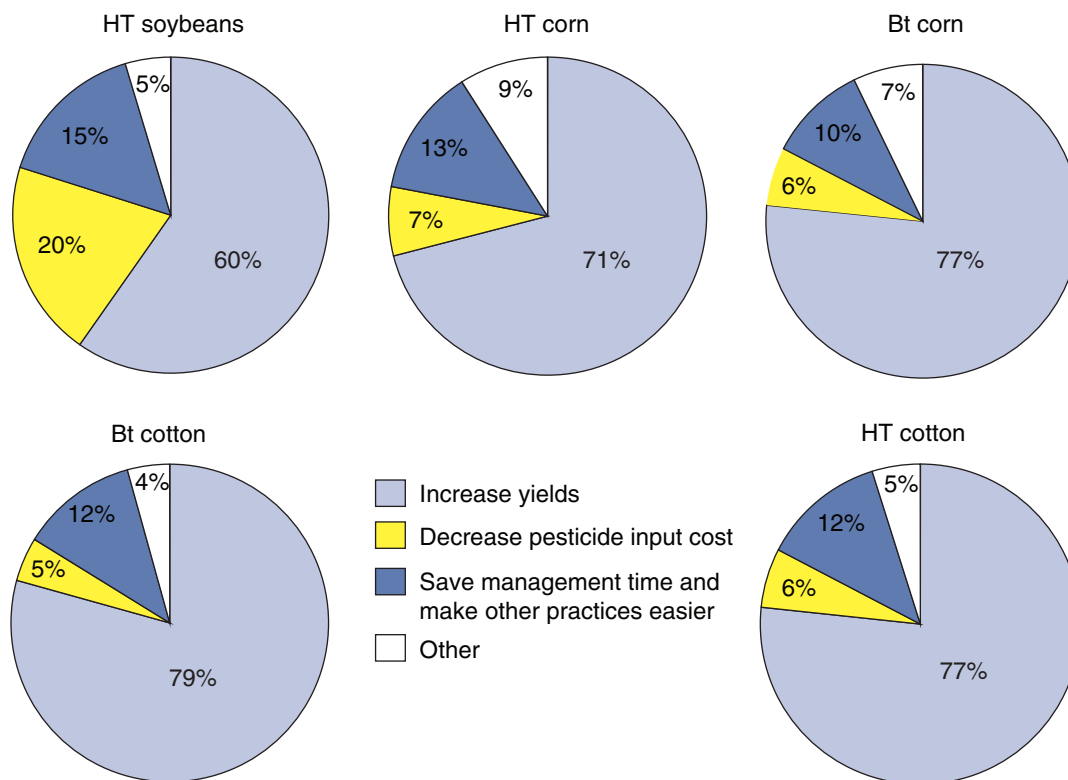 HT soybeans
HT corn
Bt corn
5%
15%
20%
60%
9%
13%
7%
71%
7%
10%
6%
77%
Bt cotton
HT cotton
4%
12%
5%
79%
Increase yields
Decrease pesticide input cost
Save management time and
make other practices easier
Other
5%
12%
6%
77%